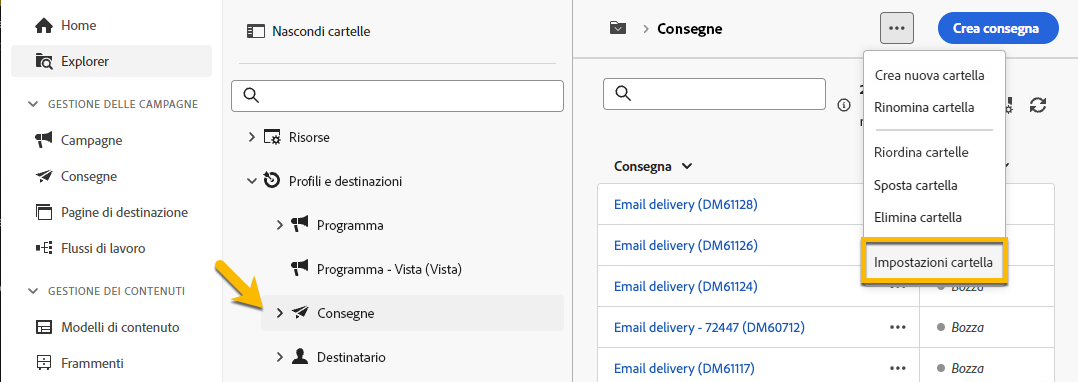 Home
Explorer
GESTIONE DELLE CAMPAGNE
Campagne
Consegne
Pagine di destinazione
Flussi di lavoro
GESTIONE DEI CONTENUTI
Modelli di contenuto
Frammenti
Nascondi cartelle
Risorse
Profili e destinazioni
Programma
Programma - Vista (Vista)
Consegne
Destinatario
Consegne
Crea consegna
Crea nuova cartella
Rinomina cartella
Riordina cartelle
Sposta cartella
Elimina cartella
Impostazioni cartella
Consegna
Email delivery (DM61128)
Email delivery (DM61126)
Email delivery (DM61124)
Bozza
Email delivery - 72447 (DM60712)
Bozza
Email delivery (DM61117)
Bozza